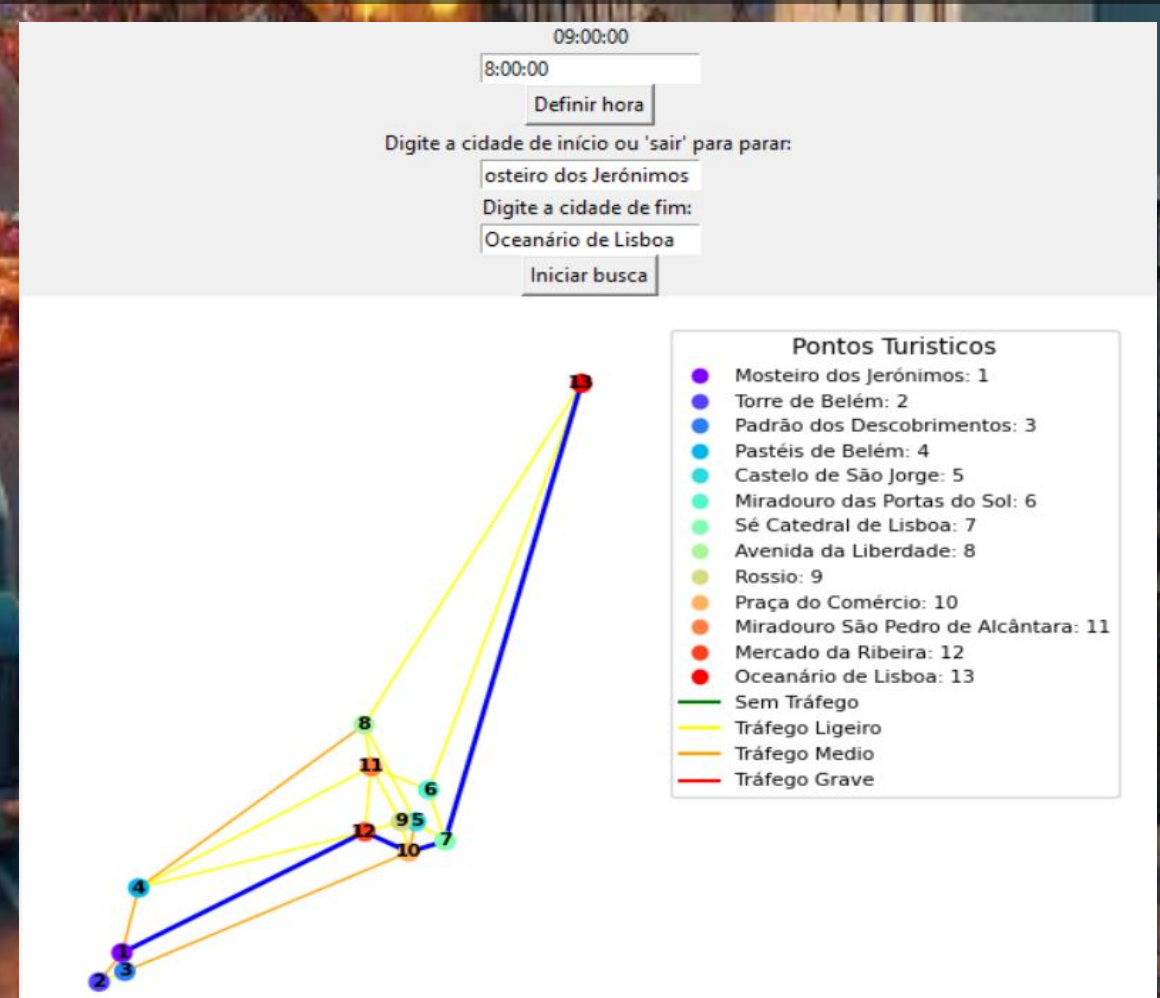 09:00:00
8:00:00
Definir hora
Digite a cidade de início ou 'sair' para parar:
osteiro dos Jerónimos
Digite a cidade de fim:
Oceanário de Lisboa
Iniciar busca
Pontos Turisticos
Mosteiro dos Jerónimos: 1
Torre de Belém: 2
Padrão dos Descobrimentos: 3
Pastéis de Belém: 4
Castelo de São Jorge: 5
Miradouro das Portas do Sol: 6
Sé Catedral de Lisboa: 7
Avenida da Liberdade: 8
Rossio: 9
Praça do Comércio: 10
Miradouro São Pedro de Alcântara: 11
Mercado da Ribeira: 12
Oceanário de Lisboa: 13
Sem Tráfego
Tráfego Ligeiro
Tráfego Medio
Tráfego Grave
13
8
11
6
9 5
12
7
10
4
1
3
2